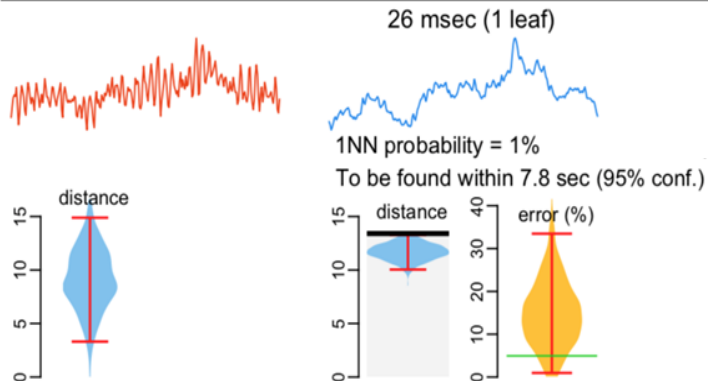 26 msec (1 leaf)
1NN probability = 1%
To be found within 7.8 sec (95% conf.)
distance
15
10
5
0
distance
15
10
5
0
error (%)
40
30
20
10
0